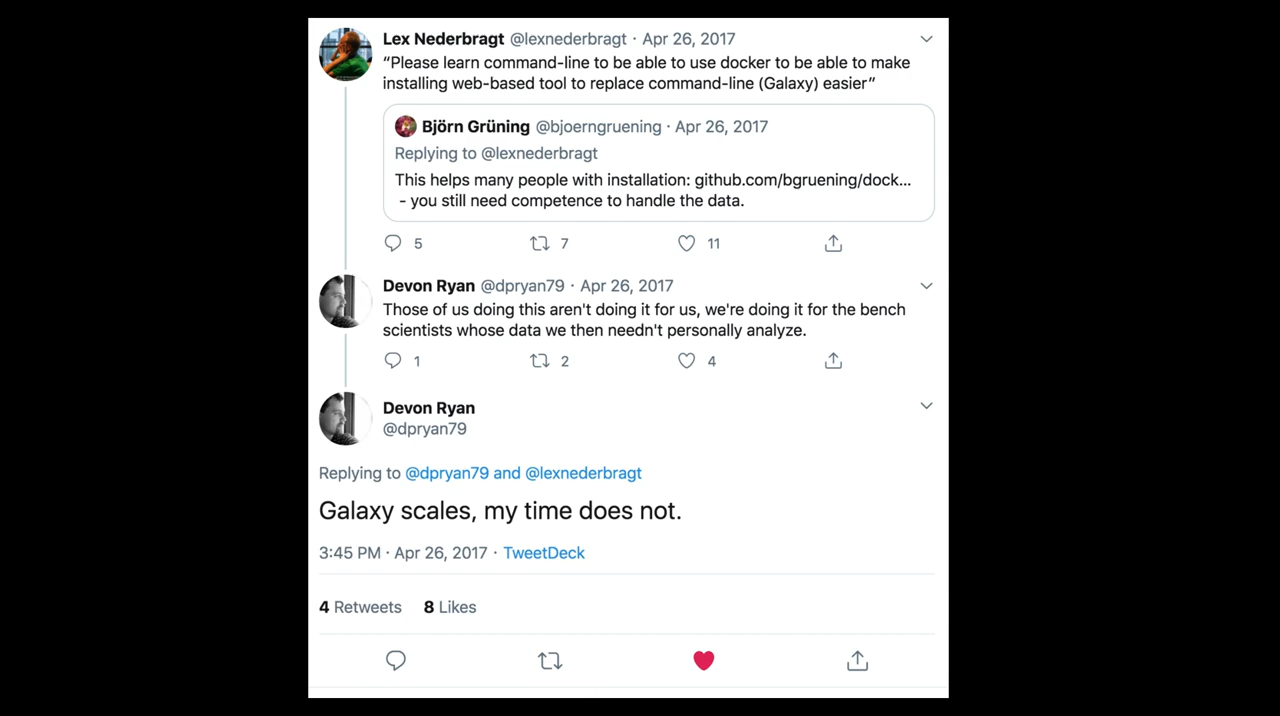 Lex Nederbragt @lexnederbragt · Apr 26, 2017
“Please learn command-line to be able to use docker to be able to make
installing web-based tool to replace command-line (Galaxy) easier”
Björn Grüning @bjoerngruening · Apr 26, 2017
Replying to @lexnederbragt
This helps many people with installation: github.com/bgruening/dock...
- you still need competence to handle the data.
5 7 11
Devon Ryan @dpryan79 · Apr 26, 2017
Those of us doing this aren't doing it for us, we're doing it for the bench
scientists whose data we then needn't personally analyze.
1 2 4
Devon Ryan
@dpryan79
Replying to @dpryan79 and @lexnederbragt
Galaxy scales, my time does not.
3:45 PM · Apr 26, 2017 · TweetDeck
4 Retweets 8 Likes